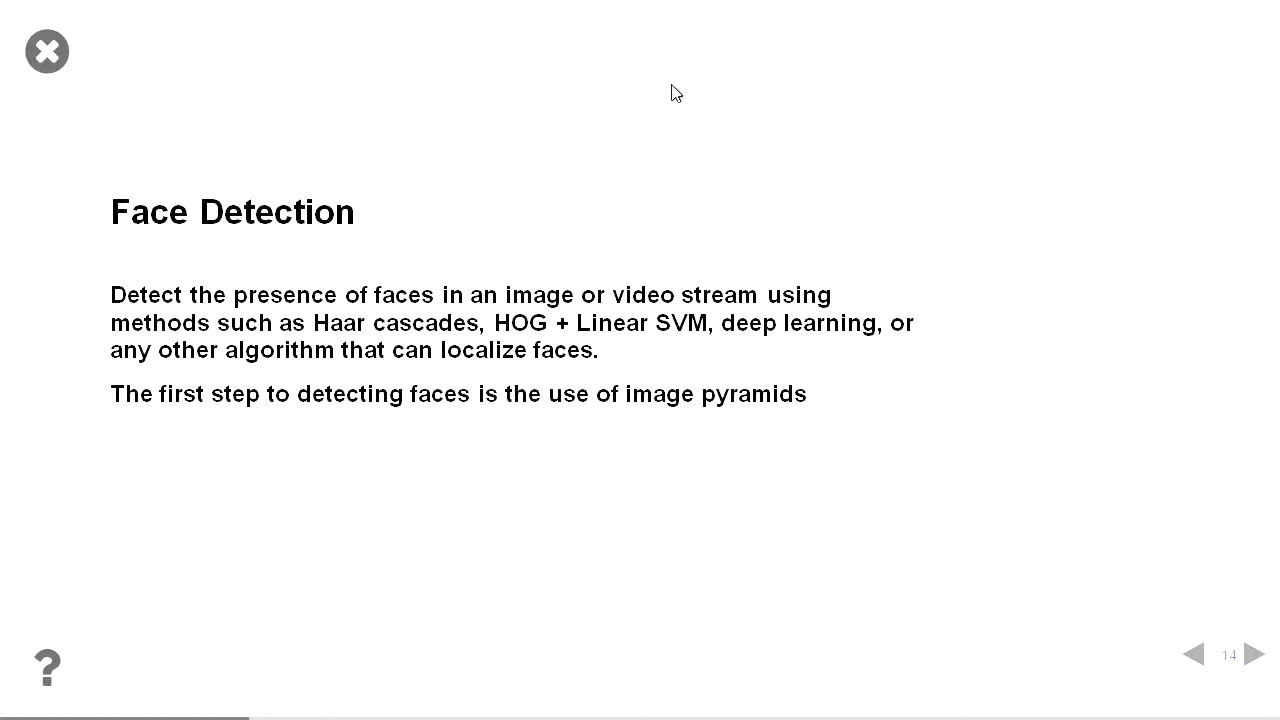 Face Detection
Detect the presence of faces in an image or video stream using
methods such as Haar cascades, HOG + Linear SVM, deep learning, or
any other algorithm that can localize faces.
The first step to detecting faces is the use of image pyramids
14